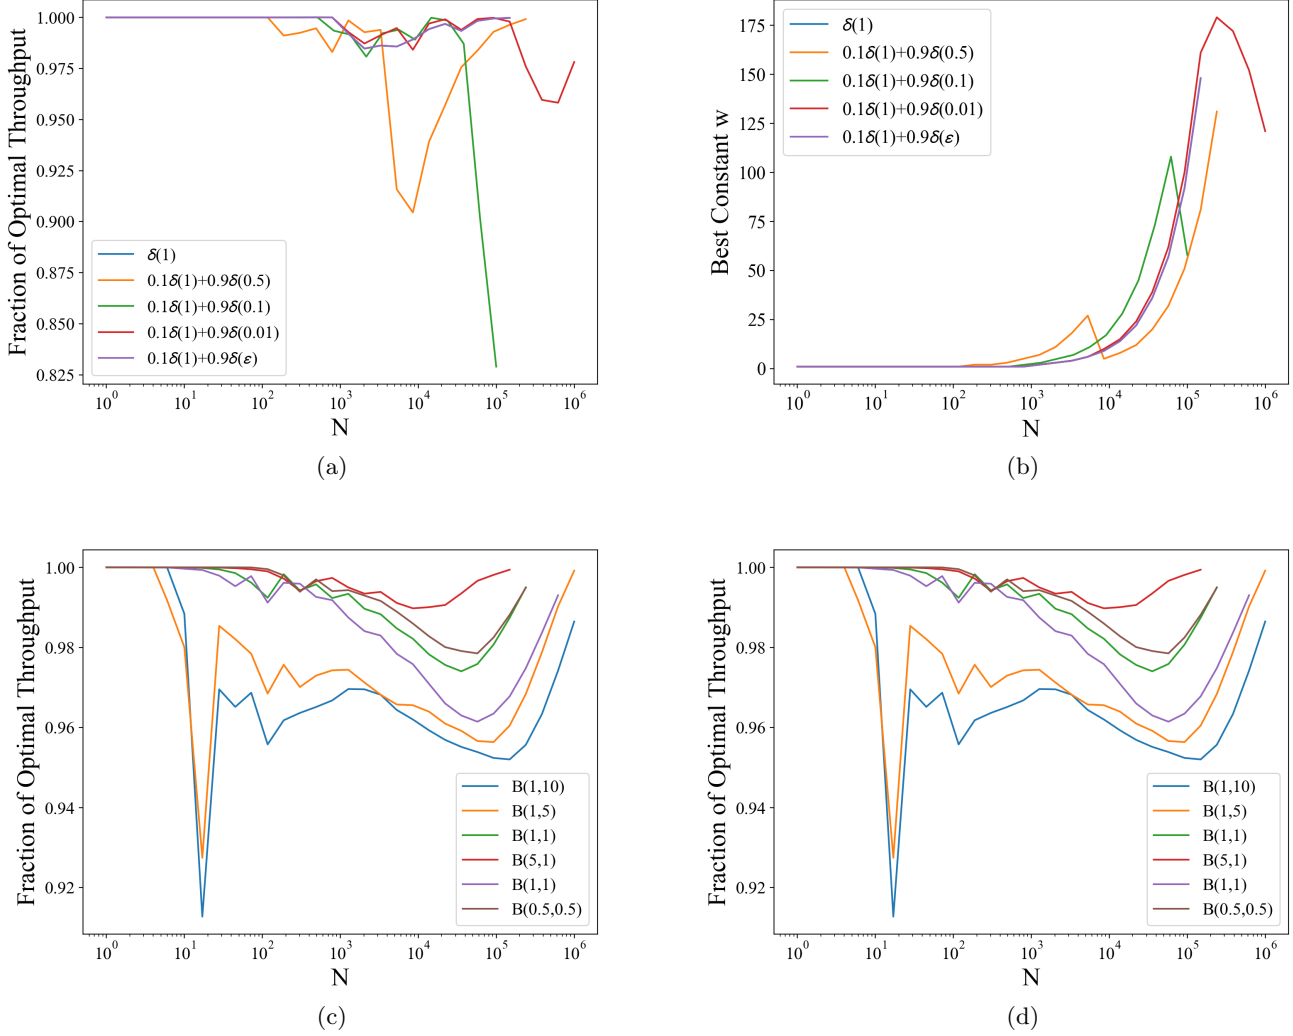 Fraction of Optimal Throughput
1.000
0.975
0.950
0.925
0.900
0.875
0.850
0.825
δ(1)
0.1δ(1)+0.9δ(0.5)
0.1δ(1)+0.9δ(0.1)
0.1δ(1)+0.9δ(0.01)
0.1δ(1)+0.9δ(ε)
10^0 10^1 10^2 10^3 10^4 10^5 10^6
N
(a)
Best Constant w
175
150
125
100
75
50
25
0
δ(1)
0.1δ(1)+0.9δ(0.5)
0.1δ(1)+0.9δ(0.1)
0.1δ(1)+0.9δ(0.01)
0.1δ(1)+0.9δ(ε)
10^0 10^1 10^2 10^3 10^4 10^5 10^6
N
(b)
Fraction of Optimal Throughput
1.00
0.98
0.96
0.94
0.92
B(1,10)
B(1,5)
B(1,1)
B(5,1)
B(1,1)
B(0.5,0.5)
10^0 10^1 10^2 10^3 10^4 10^5 10^6
N
(c)
Fraction of Optimal Throughput
1.00
0.98
0.96
0.94
0.92
B(1,10)
B(1,5)
B(1,1)
B(5,1)
B(1,1)
B(0.5,0.5)
10^0 10^1 10^2 10^3 10^4 10^5 10^6
N
(d)